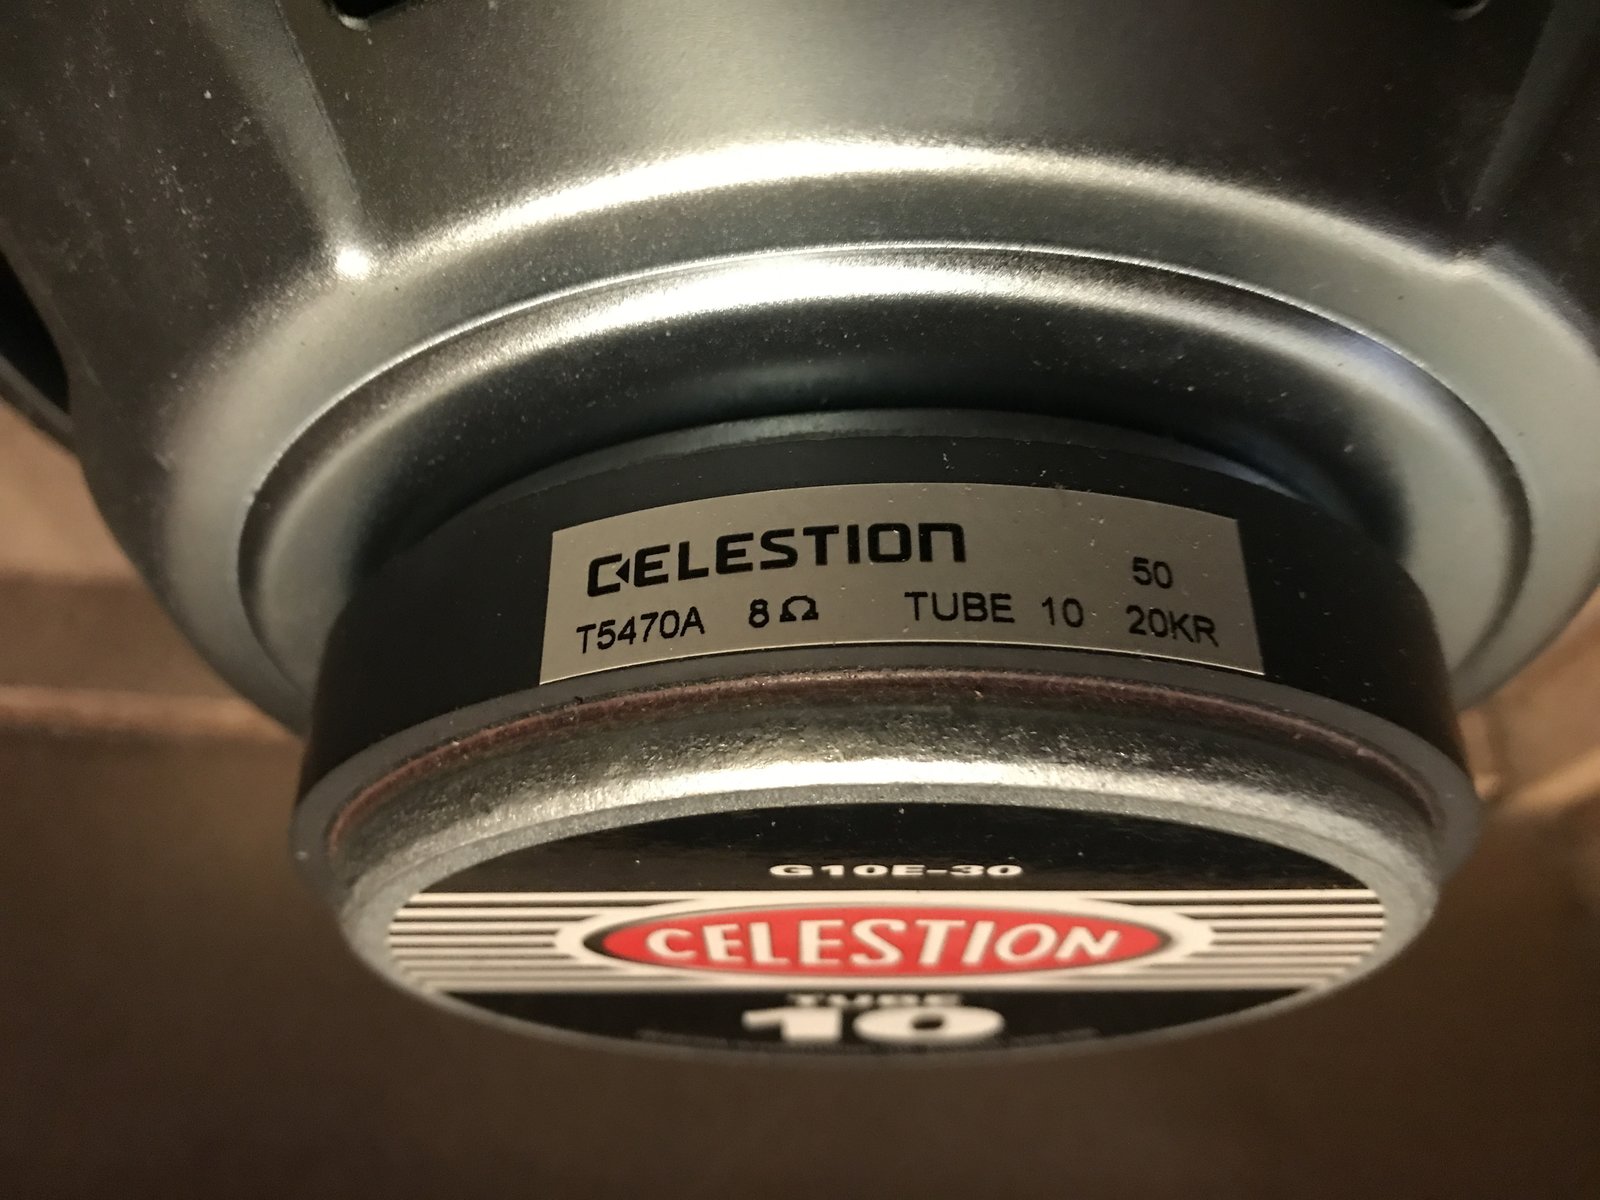 CELESTION
50
T5470A 8Ω TUBE 10 20KR
G10E-30
CELESTION
TUBE
10